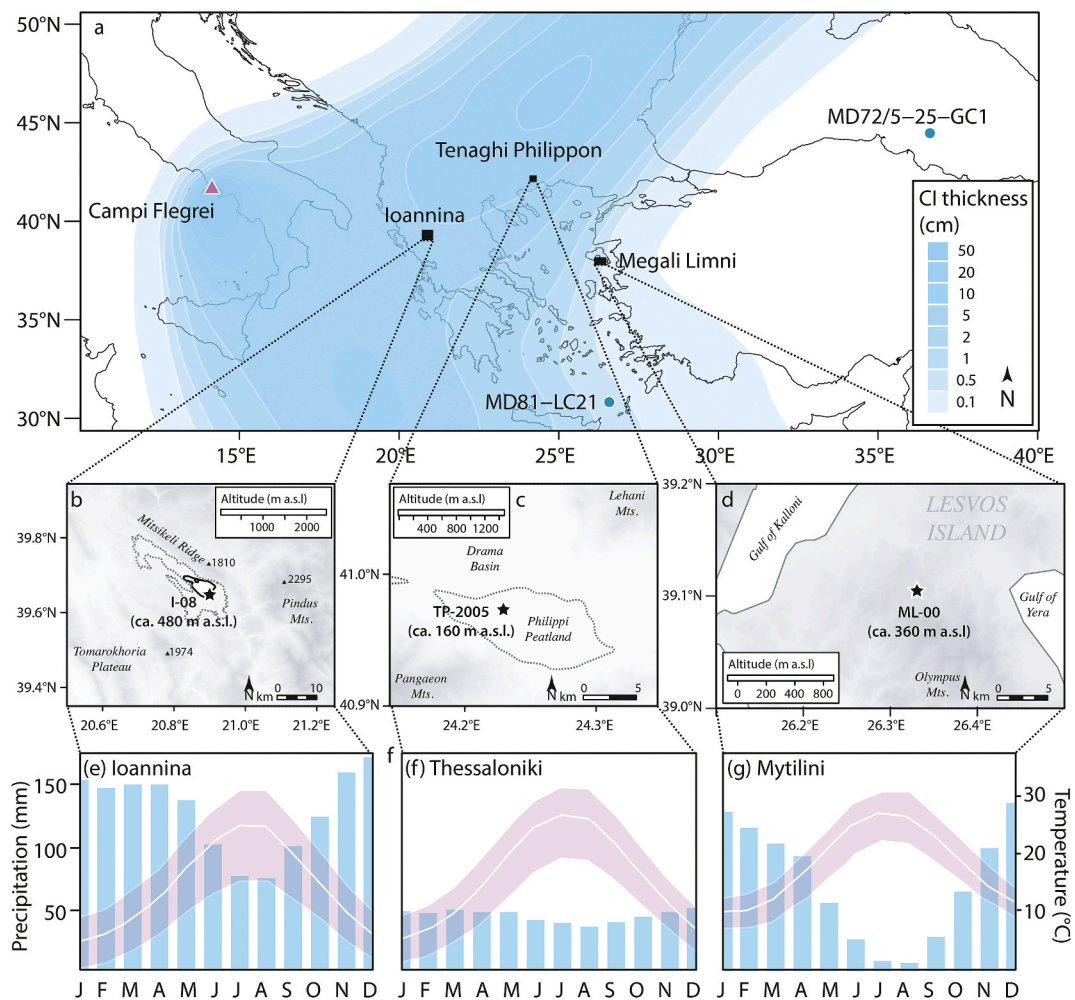 50°N
a
45°N
MD72/5–25–GC1
Tenaghi Philippon
Campi Flegrei
CI thickness
(cm)
50
20
10
5
2
1
0.5
0.1
N
40°N
Ioannina
Megali Limni
35°N
MD81–LC21
30°N
15°E
20°E
25°E
30°E
35°E
40°E
b
Altitude (m a.s.l)
1000
2000
39.8°N
Mitsikeli Ridge
1810
2295
39.6°N
I-08
(ca. 480 m a.s.l.)
Pindus
Mts.
Tomarokhoria
Plateau
1974
39.4°N
N
km
0
10
20.6°E
20.8°E
21.0°E
21.2°E
Altitude (m a.s.l)
400
800
1400
c
Lehani
Mts.
Drama
Basin
41.0°N
TP-2005
(ca. 160 m a.s.l.)
Philippi
Peatland
Pangaeon
Mts.
N
km
0
5
40.9°N
24.2°E
24.3°E
39.2°N
d
Gulf of Kalloni
LESVOS
ISLAND
39.1°N
ML-00
(ca. 360 m a.s.l)
Gulf of
Yera
Altitude (m a.s.l)
0
200
400
800
Olympus
Mts.
N
km
0
5
39.0°N
26.2°E
26.3°E
26.4°E
(e) Ioannina
f
(f) Thessaloniki
(g) Mytilini
Precipitation (mm)
150
100
50
30
20
10
Temperature (°C)
J F M A M J J A S O N D
J F M A M J J A S O N D
J F M A M J J A S O N D